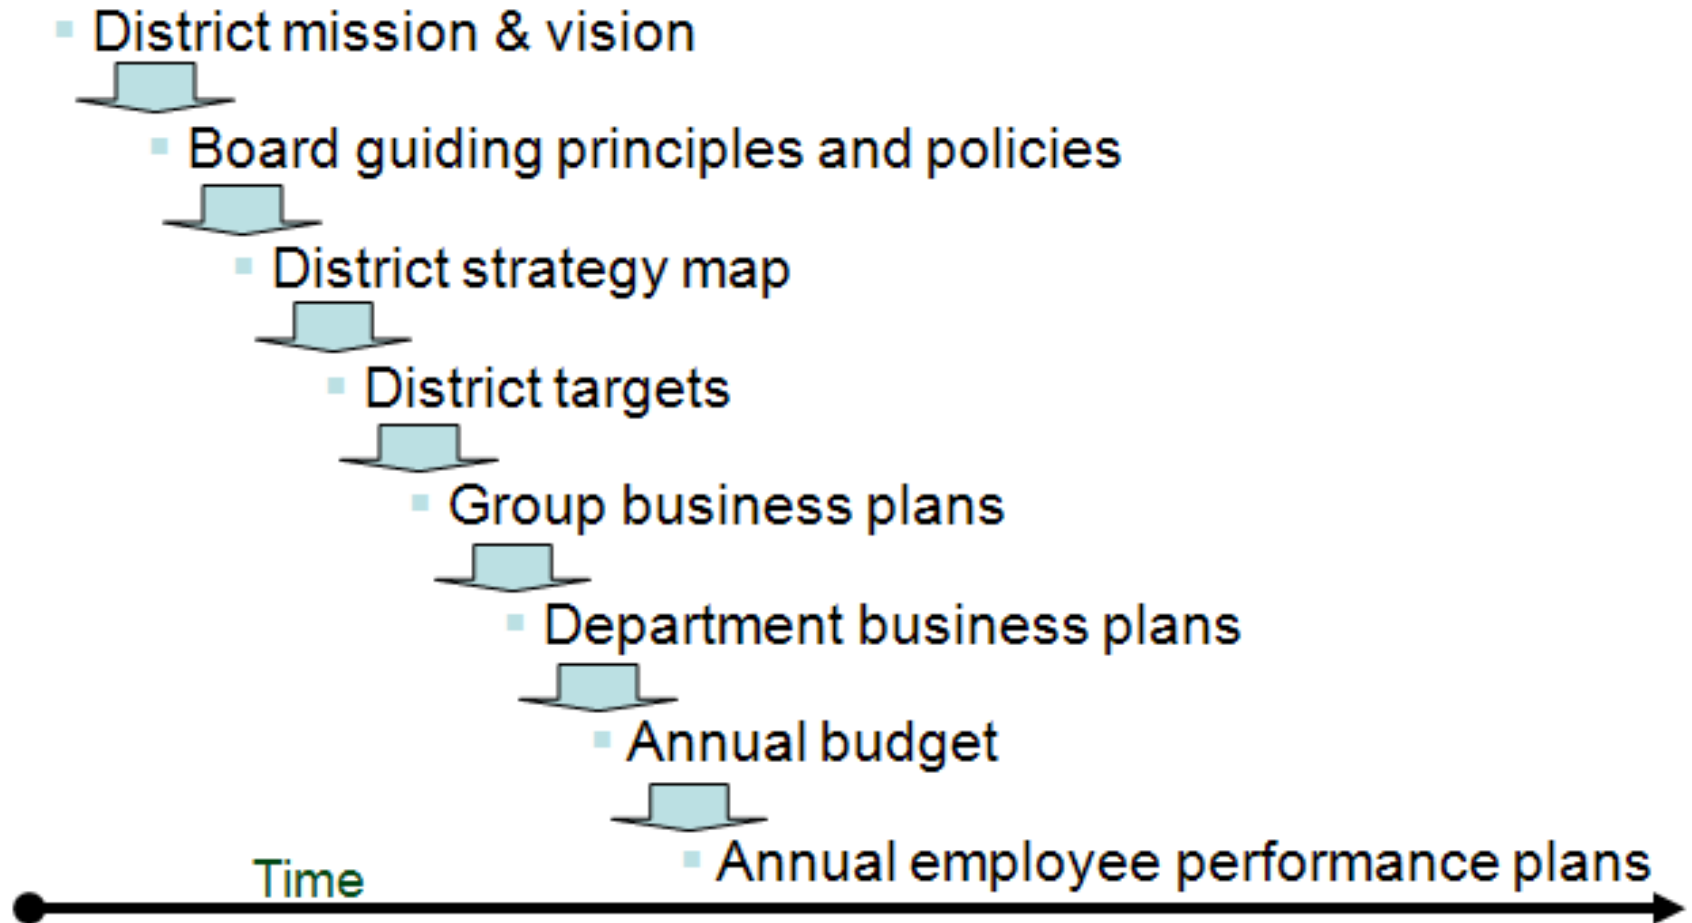 District mission & vision
Board guiding principles and policies
District strategy map
District targets
Group business plans
Department business plans
Annual budget
Annual employee performance plans
Time